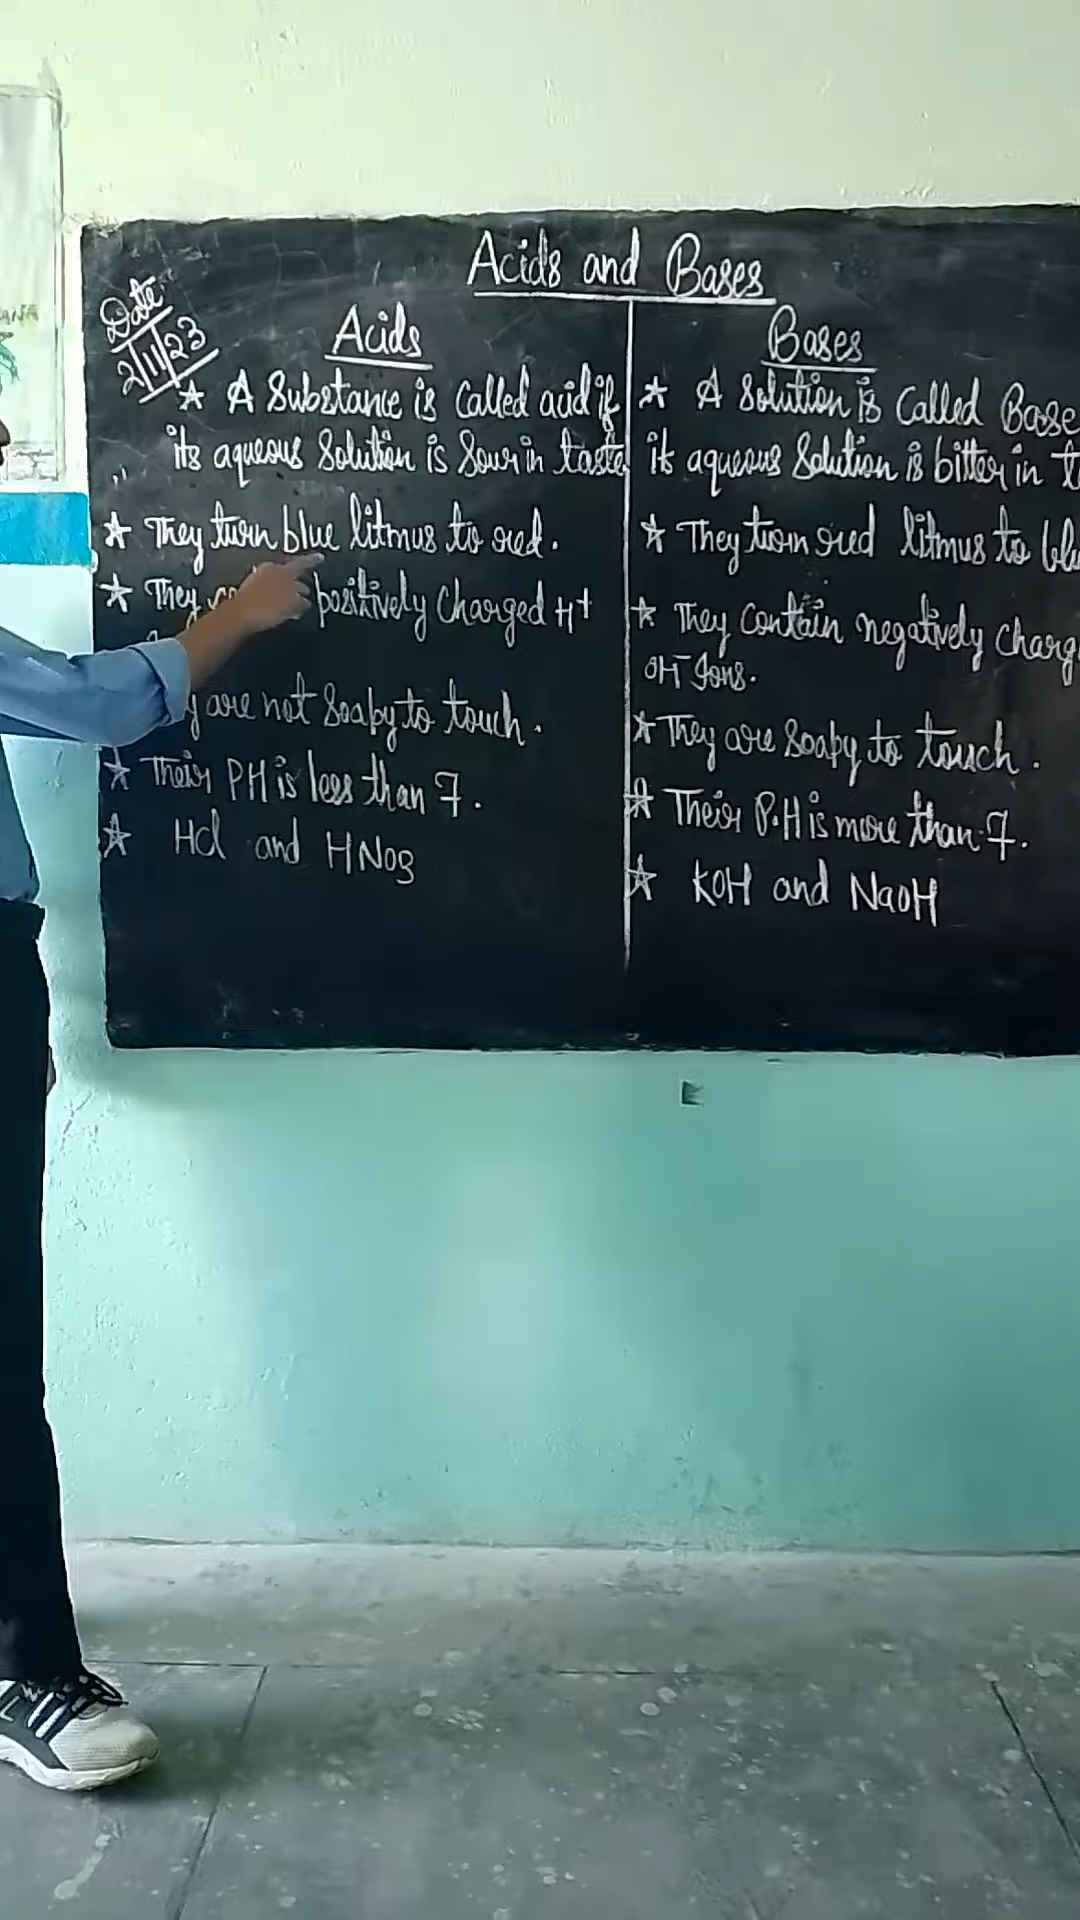 Acids and Bases
Date
2/11/23
Acids
★ A Substance is called acid if
its aqueous Solution is Sour in taste
★ They turn blue litmus to red.
★ They positively Charged H+
are not Soapy to touch.
★ Their PH is less than 7.
★ HCl and HNO3
Bases
★ A Solution is Called Base
its aqueous Solution is bitter in
★ They turn red litmus to
★ They Contain negatively
OH- Ions.
★ They are Soapy to touch.
★ Their P.H is more than 7.
★ KOH and NaOH